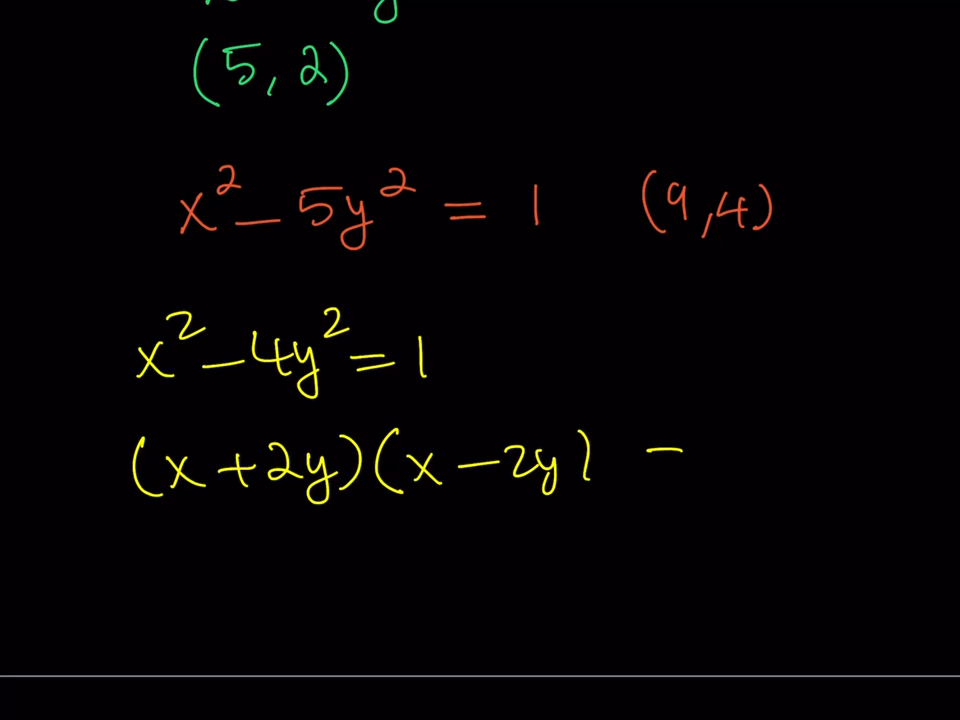 (5, 2)
x² - 5y² = 1 (9,4)
x² - 4y² = 1
(x + 2y)(x - 2y) -